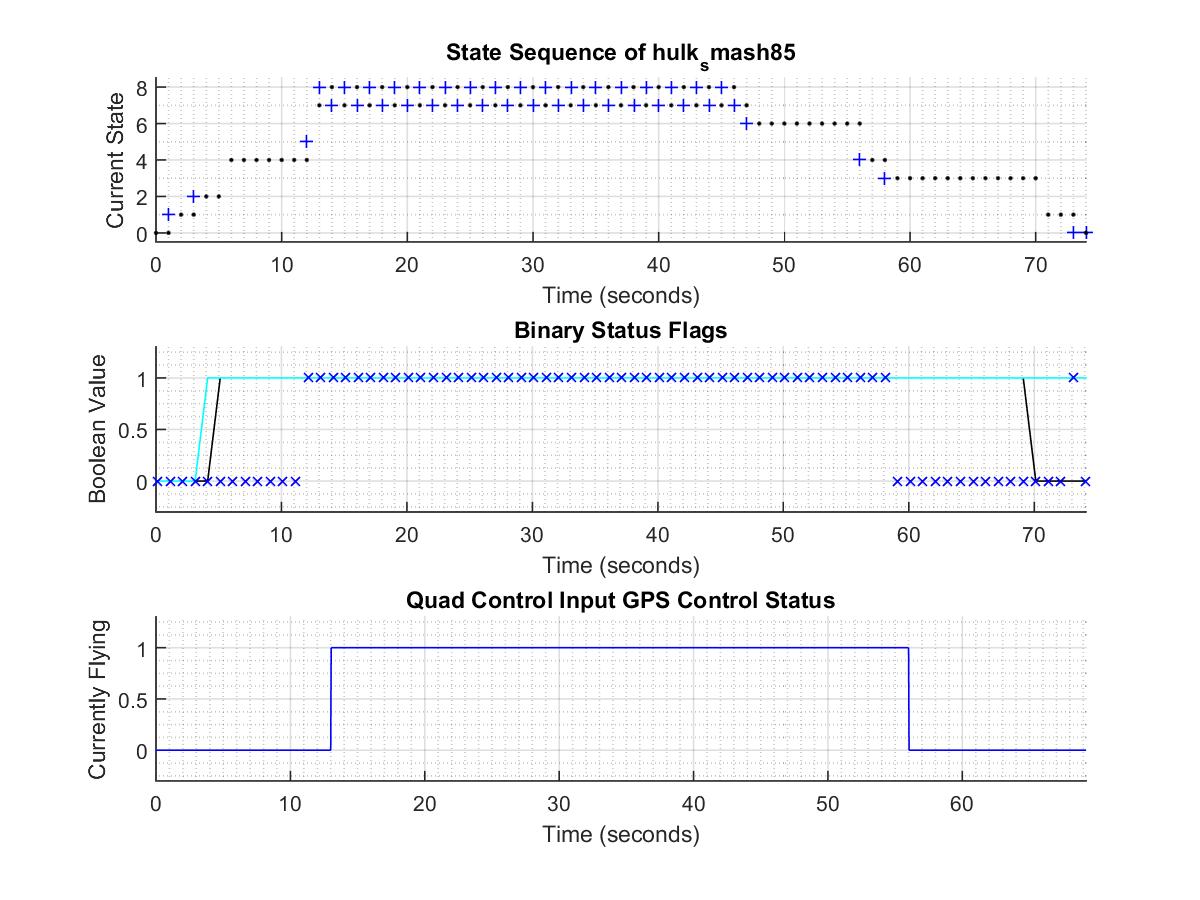 State Sequence of hulksmash85
Current State
8
6
4
2
0
0 10 20 30 40 50 60 70
Time (seconds)
Binary Status Flags
Boolean Value
1
0.5
0
0 10 20 30 40 50 60 70
Time (seconds)
Quad Control Input GPS Control Status
Currently Flying
1
0.5
0
0 10 20 30 40 50 60
Time (seconds)